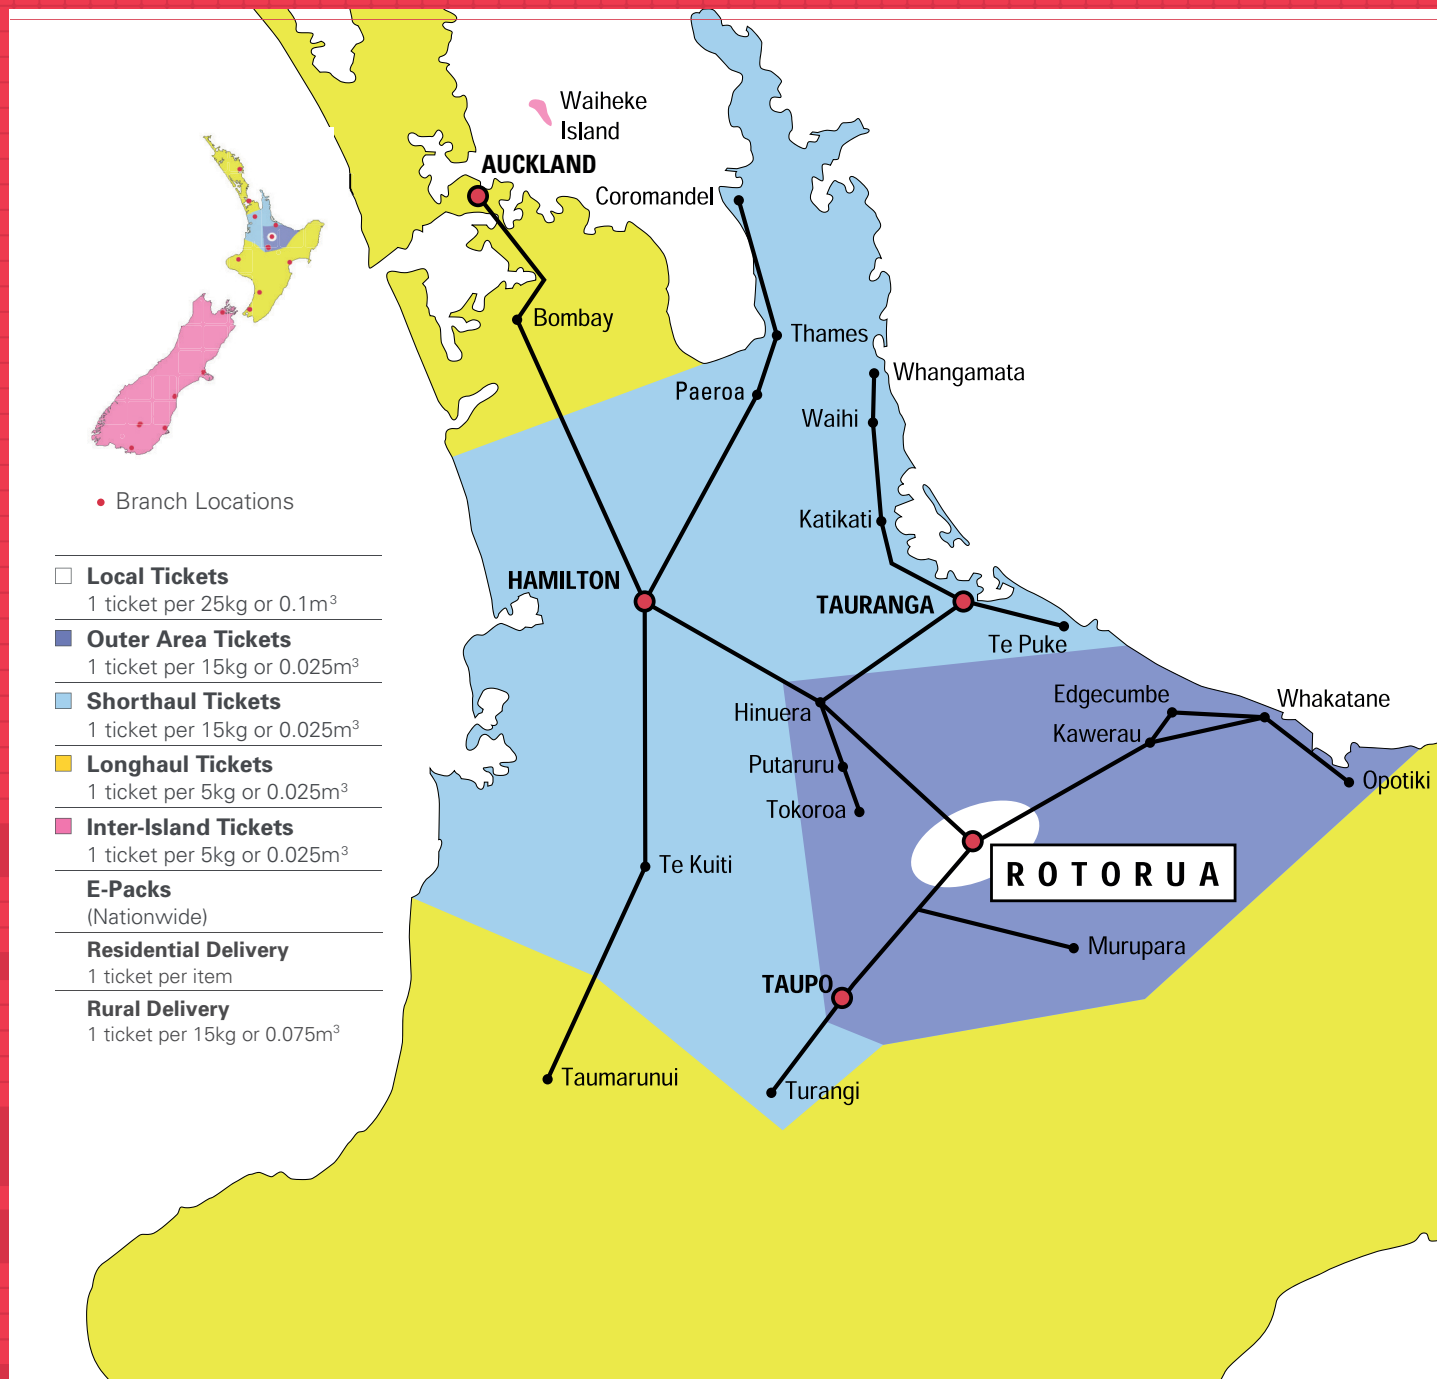 Waiheke
Island
AUCKLAND
Coromandel
Bombay
Thames
Whangamata
Paeroa
Waihi
• Branch Locations
Katikati
Local Tickets
1 ticket per 25kg or 0.1m³
HAMILTON
TAURANGA
Outer Area Tickets
1 ticket per 15kg or 0.025m³
Te Puke
Shorthaul Tickets
1 ticket per 15kg or 0.025m³
Edgecumbe
Whakatane
Hinuera
Kawerau
Longhaul Tickets
1 ticket per 5kg or 0.025m³
Putaruru
Opotiki
Tokoroa
Inter-Island Tickets
1 ticket per 5kg or 0.025m³
Te Kuiti
ROTORUA
E-Packs
(Nationwide)
Residential Delivery
1 ticket per item
Murupara
TAUPO
Rural Delivery
1 ticket per 15kg or 0.075m³
Taumarunui
Turangi